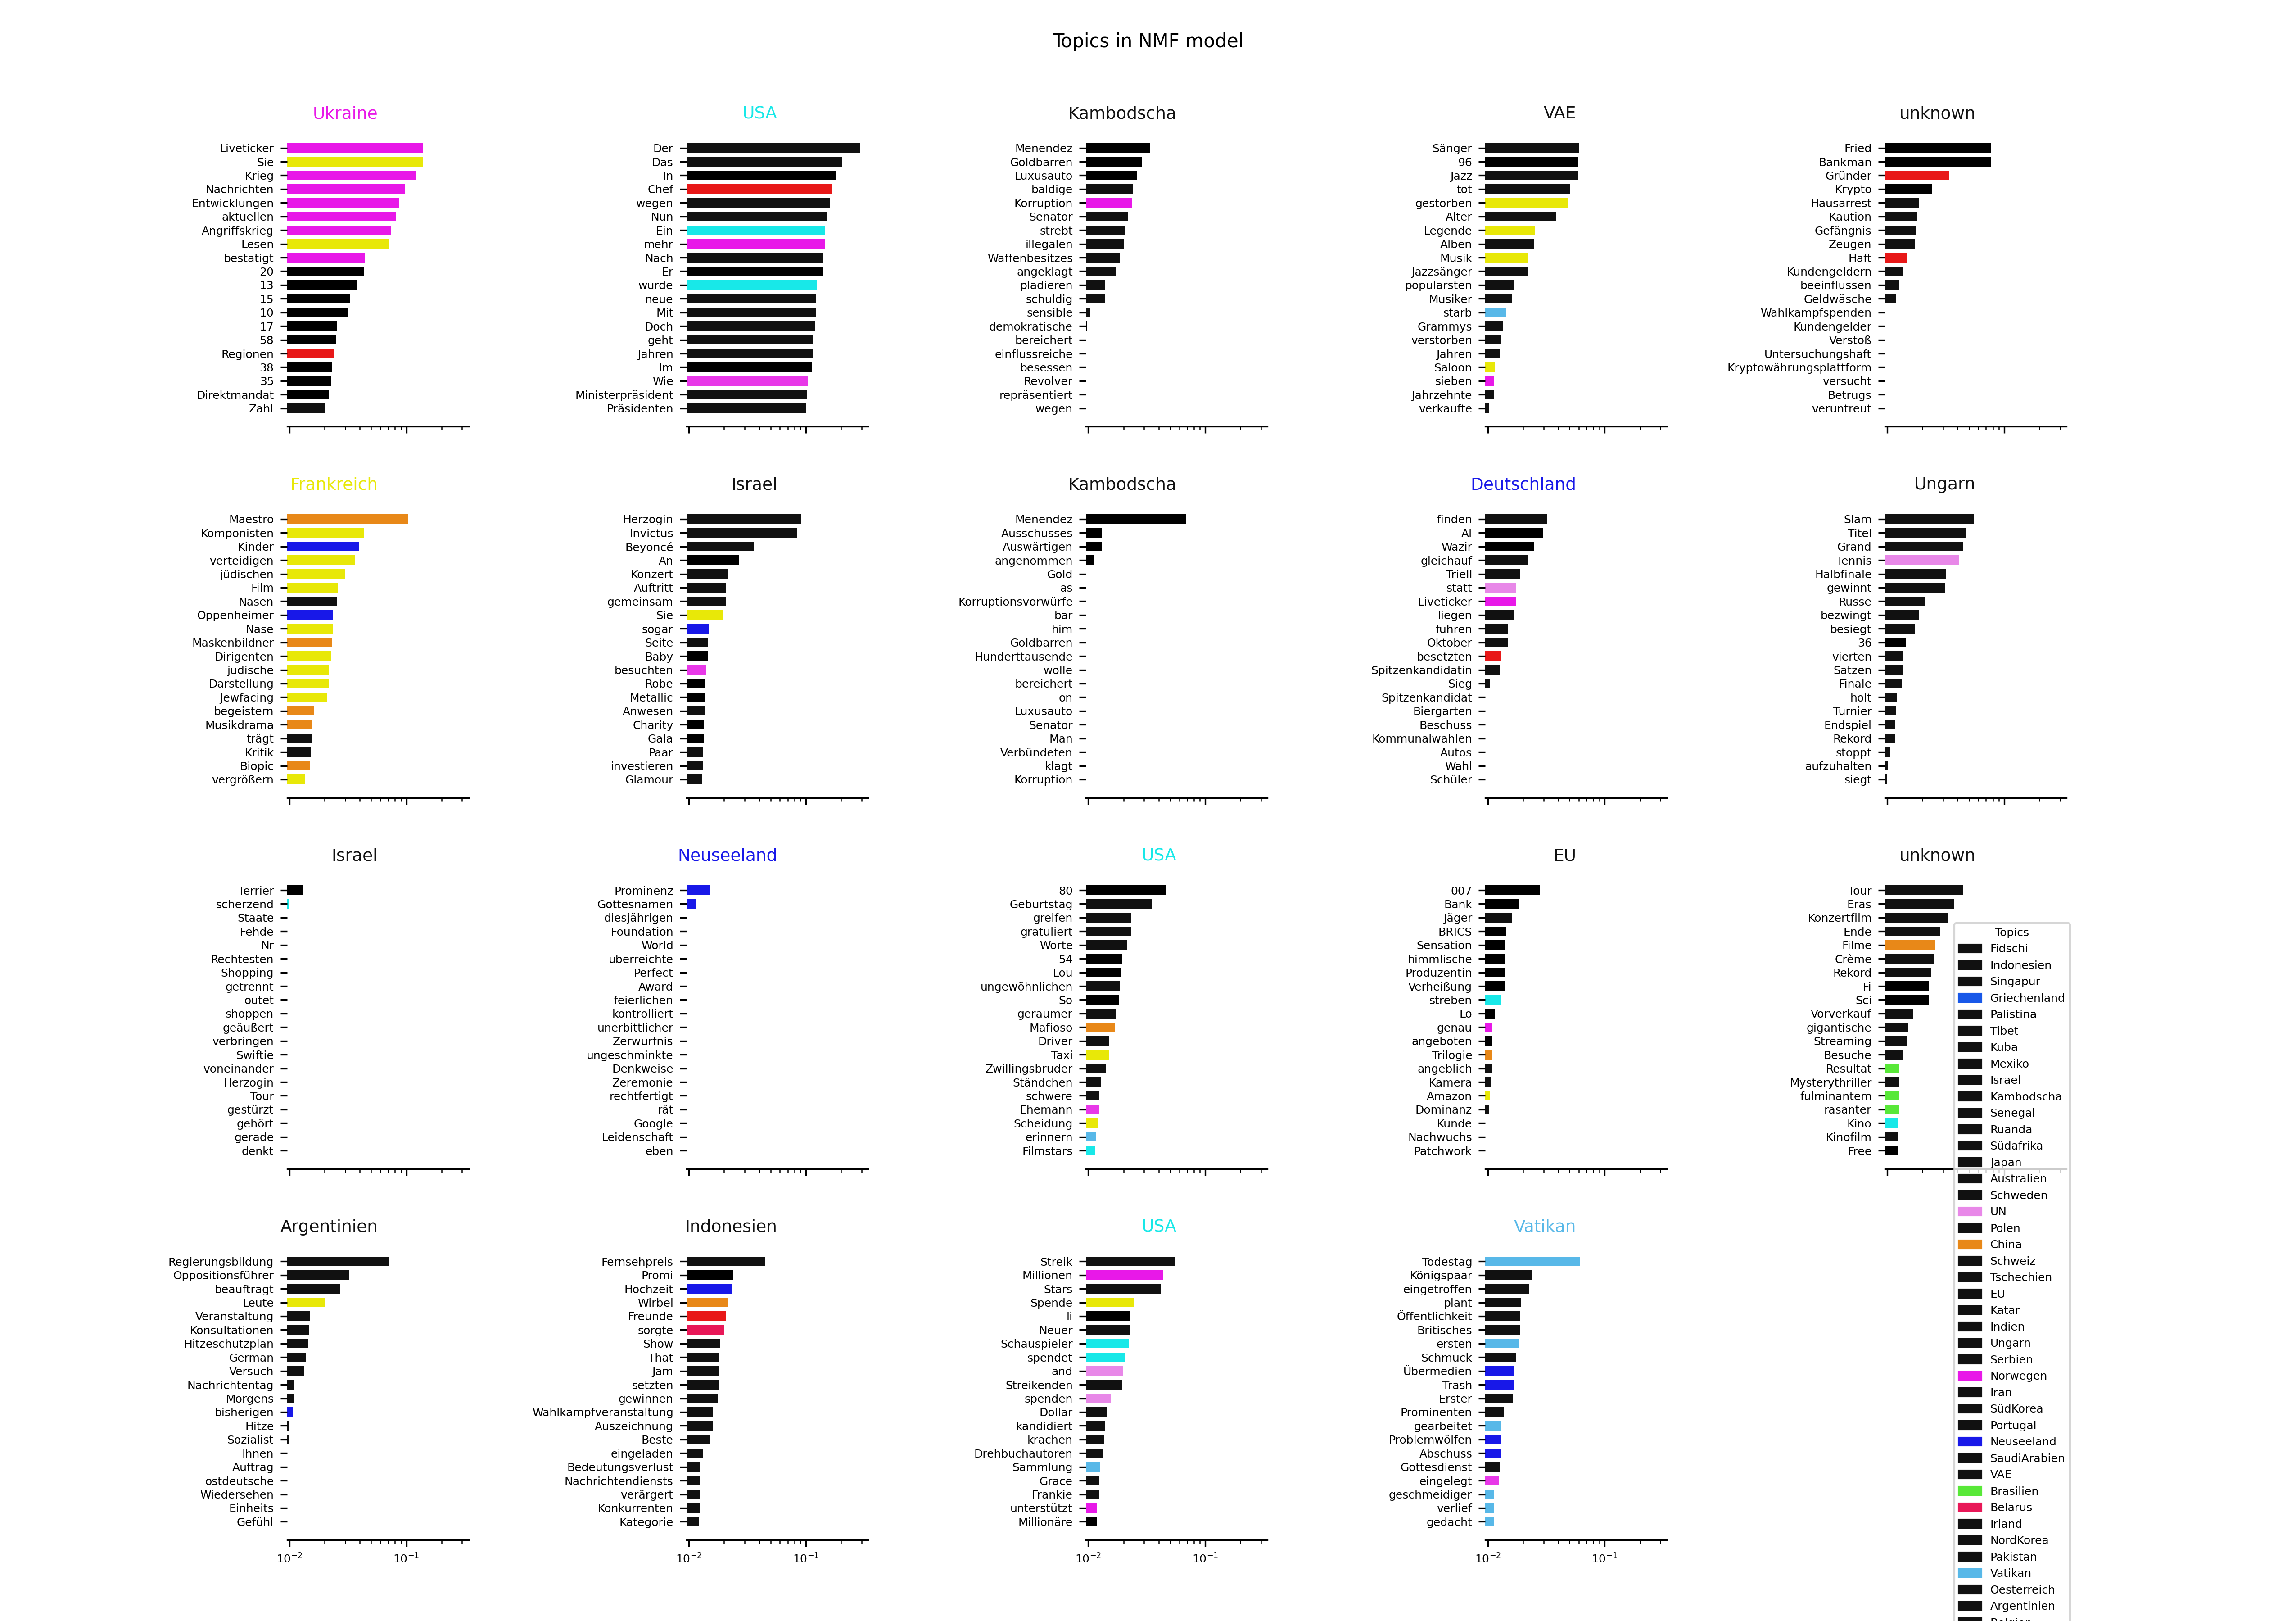 Topics in NMF model
Ukraine
Liveticker
Sie
Krieg
Nachrichten
Entwicklungen
aktuellen
Angriffskrieg
Lesen
bestätigt
20
13
15
10
17
58
Regionen
38
35
Direktmandat
Zahl
USA
Der
Das
In
Chef
wegen
Nun
Ein
mehr
Nach
Er
wurde
neue
Mit
Doch
geht
Jahren
Im
Wie
Ministerpräsident
Präsidenten
Kambodscha
Menendez
Goldbarren
Luxusauto
baldige
Korruption
Senator
strebt
illegalen
Waffenbesitzes
angeklagt
plädieren
schuldig
sensible
demokratische
bereichert
einflussreiche
besessen
Revolver
repräsentiert
wegen
VAE
Sänger
96
Jazz
tot
gestorben
Alter
Legende
Alben
Musik
Jazzsänger
populärsten
Musiker
starb
Grammys
verstorben
Jahren
Saloon
sieben
Jahrzehnte
verkaufte
unknown
Fried
Bankman
Gründer
Krypto
Hausarrest
Kaution
Gefängnis
Zeugen
Haft
Kundengeldern
beeinflussen
Geldwäsche
Wahlkampfspenden
Kundengelder
Verstoß
Untersuchungshaft
Kryptowährungsplattform
versucht
Betrugs
veruntreut
Frankreich
Maestro
Komponisten
Kinder
verteidigen
jüdischen
Film
Nasen
Oppenheimer
Nase
Maskenbildner
Dirigenten
jüdische
Darstellung
Jewfacing
begeistern
Musikdrama
trägt
Kritik
Biopic
vergrößern
Israel
Herzogin
Invictus
Beyoncé
An
Konzert
Auftritt
gemeinsam
Sie
sogar
Seite
Baby
besuchten
Robe
Metallic
Anwesen
Charity
Gala
Paar
investieren
Glamour
Kambodscha
Menendez
Ausschusses
Auswärtigen
angenommen
Gold
as
Korruptionsvorwürfe
bar
him
Goldbarren
Hunderttausende
wolle
bereichert
on
Luxusauto
Senator
Man
Verbündeten
klagt
Korruption
Deutschland
finden
Al
Wazir
gleichauf
Triell
statt
Liveticker
liegen
führen
Oktober
besetzten
Spitzenkandidatin
Sieg
Spitzenkandidat
Biergarten
Beschuss
Kommunalwahlen
Autos
Wahl
Schüler
Ungarn
Slam
Titel
Grand
Tennis
Halbfinale
gewinnt
Russe
bezwingt
besiegt
36
vierten
Sätzen
Finale
holt
Turnier
Endspiel
Rekord
stoppt
aufzuhalten
siegt
Israel
Terrier
scherzend
Staate
Fehde
Nr
Rechtesten
Shopping
getrennt
outet
shoppen
geäußert
verbringen
Swiftie
voneinander
Herzogin
Tour
gestürzt
gehört
gerade
denkt
Neuseeland
Prominenz
Gottesnamen
diesjährigen
Foundation
World
überreichte
Perfect
Award
feierlichen
kontrolliert
unerbittlicher
Zerwürfnis
ungeschminkte
Denkweise
Zeremonie
rechtfertigt
rät
Google
Leidenschaft
eben
USA
80
Geburtstag
greifen
gratuliert
Worte
54
Lou
ungewöhnlichen
So
geraumer
Mafioso
Driver
Taxi
Zwillingsbruder
Ständchen
schwere
Ehemann
Scheidung
erinnern
Filmstars
EU
007
Bank
Jäger
BRICS
Sensation
himmlische
Produzentin
Verheißung
streben
Lo
genau
angeboten
Trilogie
angeblich
Kamera
Amazon
Dominanz
Kunde
Nachwuchs
Patchwork
unknown
Tour
Eras
Konzertfilm
Ende
Filme
Crème
Rekord
Fi
Sci
Vorverkauf
gigantische
Streaming
Besuche
Resultat
Mysterythriller
fulminantem
rasanter
Kino
Kinofilm
Free
Argentinien
Regierungsbildung
Oppositionsführer
beauftragt
Leute
Veranstaltung
Konsultationen
Hitzeschutzplan
German
Versuch
Nachrichtentag
Morgens
bisherigen
Hitze
Sozialist
Ihnen
Auftrag
ostdeutsche
Wiedersehen
Einheits
Gefühl
10⁻² 10⁻¹
Indonesien
Fernsehpreis
Promi
Hochzeit
Wirbel
Freunde
sorgte
Show
That
Jam
setzten
gewinnen
Wahlkampfveranstaltung
Auszeichnung
Beste
eingeladen
Bedeutungsverlust
Nachrichtendiensts
verärgert
Konkurrenten
Kategorie
10⁻² 10⁻¹
USA
Streik
Millionen
Stars
Spende
li
Neuer
Schauspieler
spendet
and
Streikenden
spenden
Dollar
kandidiert
krachen
Drehbuchautoren
Sammlung
Grace
Frankie
unterstützt
Millionäre
10⁻² 10⁻¹
Vatikan
Todestag
Königspaar
eingetroffen
plant
Öffentlichkeit
Britisches
ersten
Schmuck
Übermedien
Trash
Erster
Prominenten
gearbeitet
Problemwölfen
Abschuss
Gottesdienst
eingelegt
geschmeidiger
verlief
gedacht
10⁻² 10⁻¹
Topics
Fidschi
Indonesien
Singapur
Griechenland
Palistina
Tibet
Kuba
Mexiko
Israel
Kambodscha
Senegal
Ruanda
Südafrika
Japan
Australien
Schweden
UN
Polen
China
Schweiz
Tschechien
EU
Katar
Indien
Ungarn
Serbien
Norwegen
Iran
SüdKorea
Portugal
Neuseeland
SaudiArabien
VAE
Brasilien
Belarus
Irland
NordKorea
Pakistan
Vatikan
Oesterreich
Argentinien